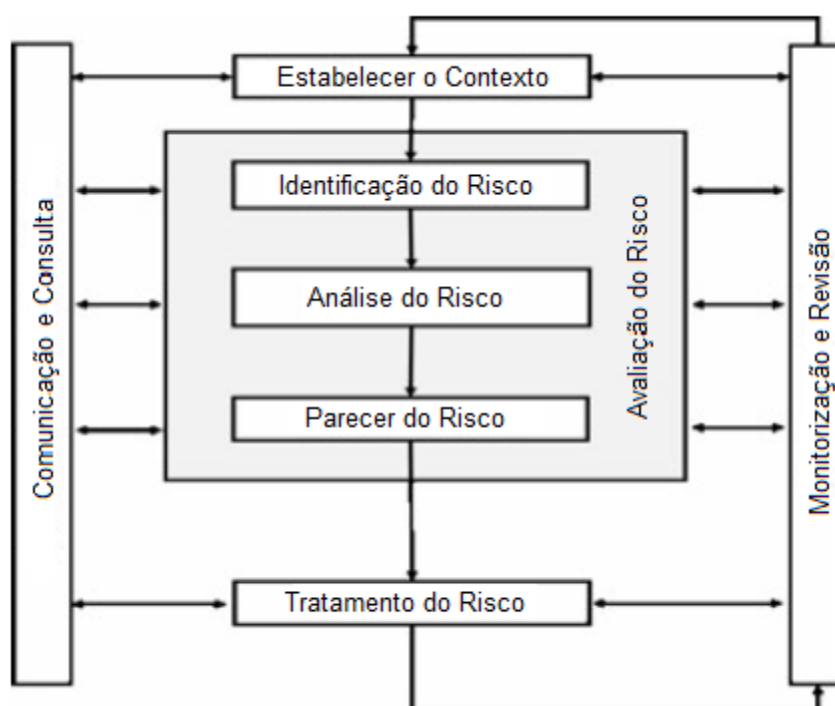 Estabelecer o Contexto
Identificação do Risco
Análise do Risco
Parecer do Risco
Avaliação do Risco
Tratamento do Risco
Comunicação e Consulta
Monitorização e Revisão